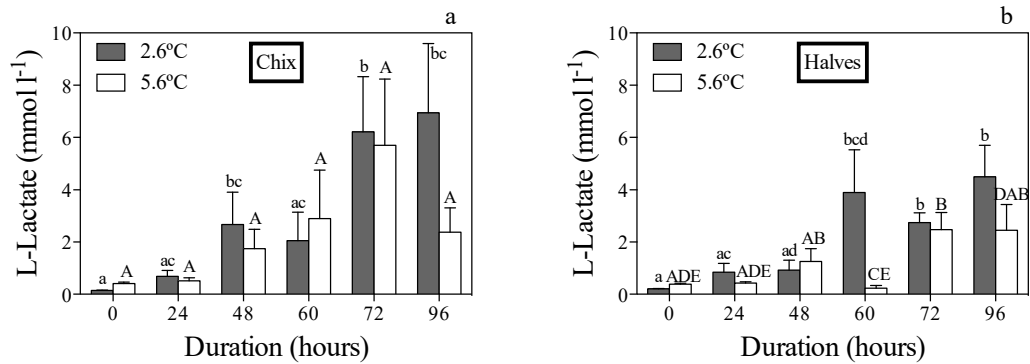 a
10
8
6
4
2
0
L-Lactate (mmol l⁻¹)
2.6ºC
5.6ºC
Chix
a
A
ac
A
bc
A
ac
A
b
A
bc
A
0 24 48 60 72 96
Duration (hours)
b
10
8
6
4
2
0
L-Lactate (mmol l⁻¹)
2.6ºC
5.6ºC
Halves
a
ADE
ac
ADE
ad
AB
bcd
CE
b
B
b
DAB
0 24 48 60 72 96
Duration (hours)